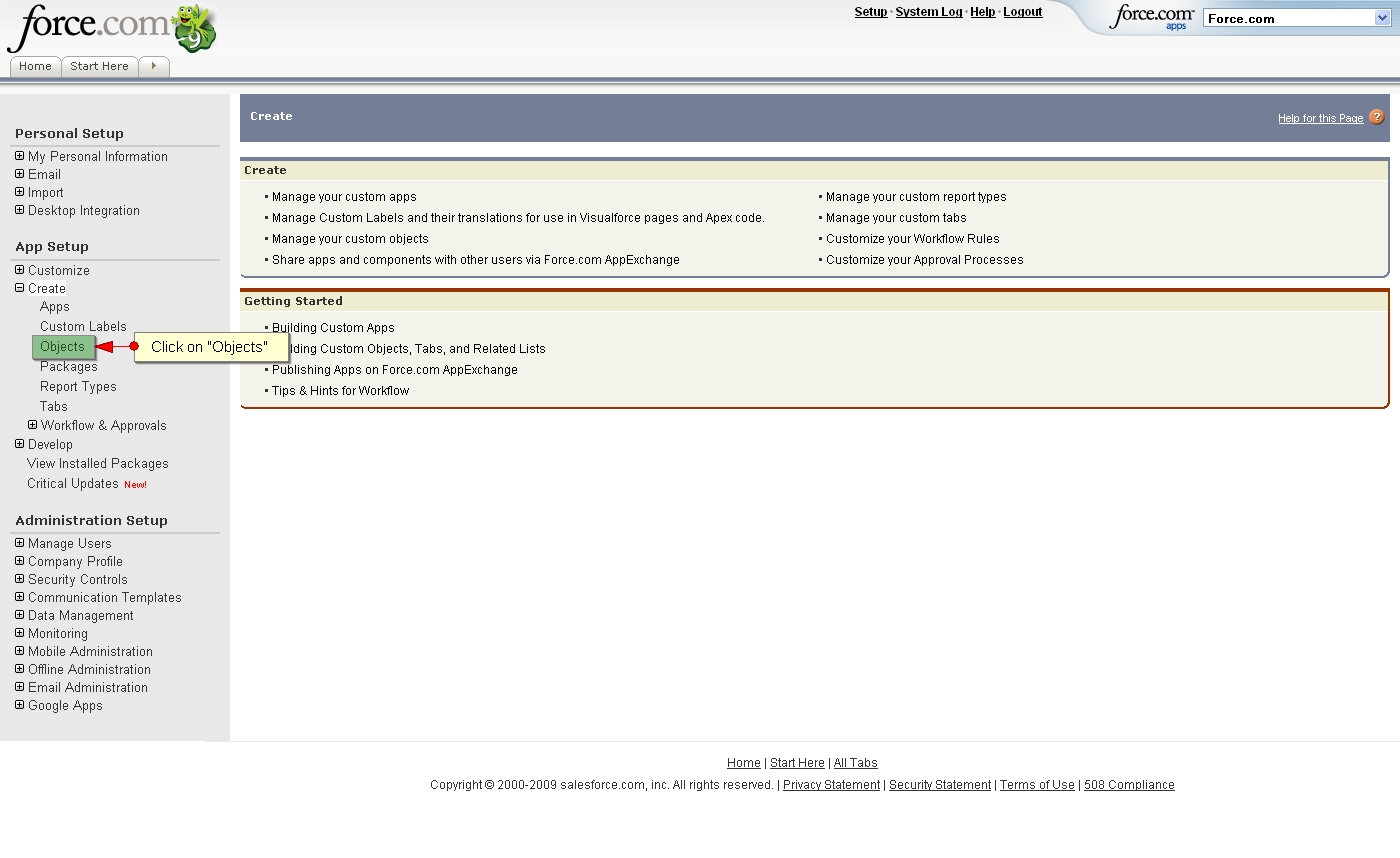 force.com
9
Setup · System Log · Help · Logout
force.com™
apps
Force.com
Home
Start Here
Personal Setup
My Personal Information
Email
Import
Desktop Integration
App Setup
Customize
Create
Apps
Custom Labels
Objects
Packages
Report Types
Tabs
Workflow & Approvals
Develop
View Installed Packages
Critical Updates New!
Administration Setup
Manage Users
Company Profile
Security Controls
Communication Templates
Data Management
Monitoring
Mobile Administration
Offline Administration
Email Administration
Google Apps
Click on "Objects"
Create
Help for this Page ?
Create
Manage your custom apps
Manage Custom Labels and their translations for use in Visualforce pages and Apex code.
Manage your custom objects
Share apps and components with other users via Force.com AppExchange
Manage your custom report types
Manage your custom tabs
Customize your Workflow Rules
Customize your Approval Processes
Getting Started
Building Custom Apps
lding Custom Objects, Tabs, and Related Lists
Publishing Apps on Force.com AppExchange
Tips & Hints for Workflow
Home | Start Here | All Tabs
Copyright © 2000-2009 salesforce.com, inc. All rights reserved. | Privacy Statement | Security Statement | Terms of Use | 508 Compliance